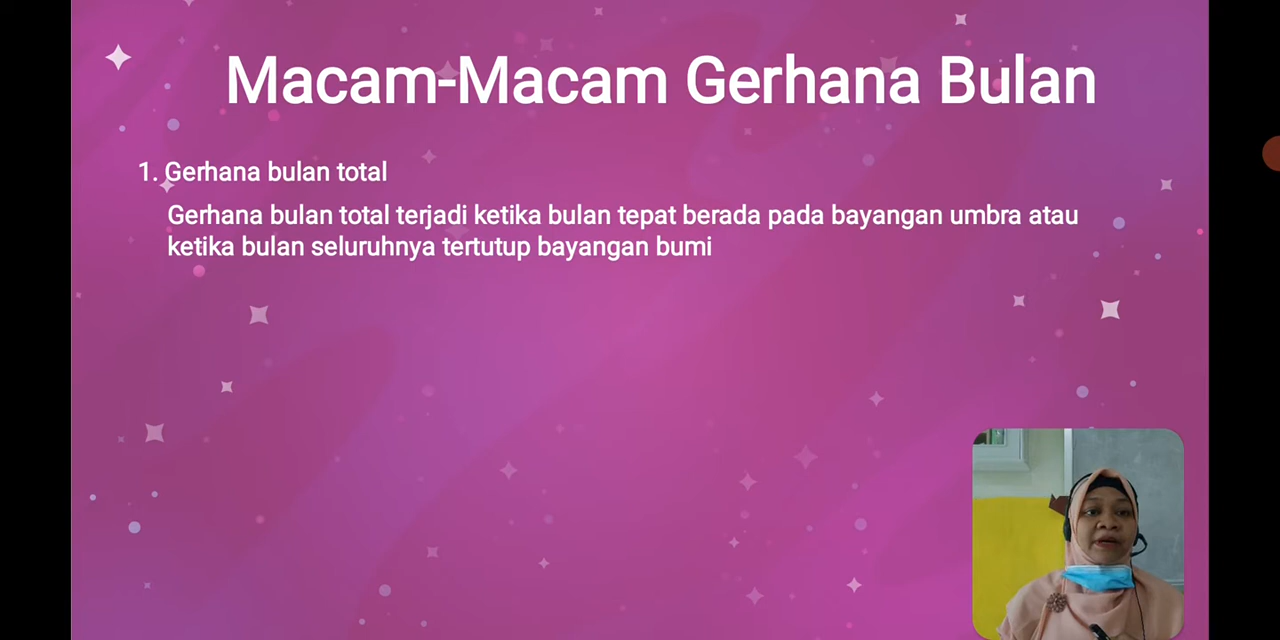 Macam-Macam Gerhana Bulan
1. Gerhana bulan total
Gerhana bulan total terjadi ketika bulan tepat berada pada bayangan umbra atau
ketika bulan seluruhnya tertutup bayangan bumi